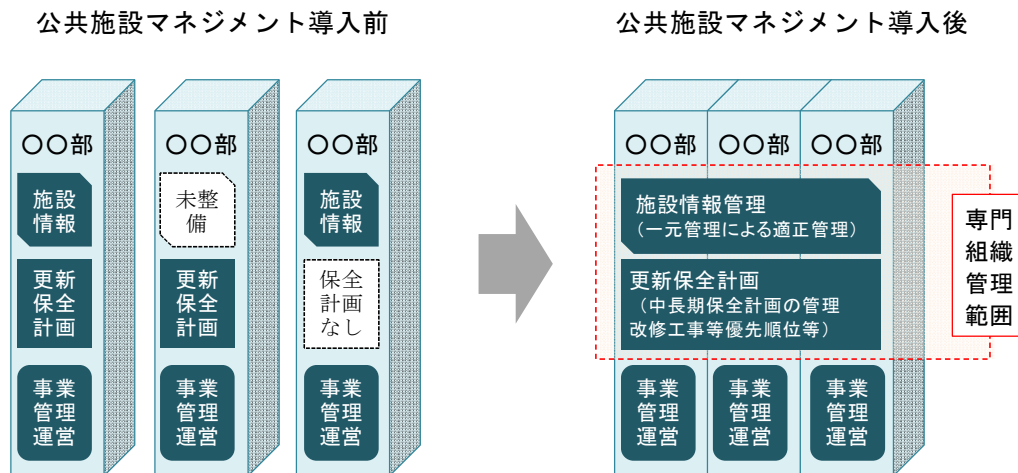 公共施設マネジメント導入前
〇〇部
施設
情報
更新
保全
計画
事業
管理
運営
〇〇部
未整
備
更新
保全
計画
事業
管理
運営
〇〇部
施設
情報
保全
計画
なし
事業
管理
運営
公共施設マネジメント導入後
〇〇部
〇〇部
〇〇部
施設情報管理
（一元管理による適正管理）
更新保全計画
（中長期保全計画の管理
改修工事等優先順位等）
事業
管理
運営
事業
管理
運営
事業
管理
運営
専門
組織
管理
範囲